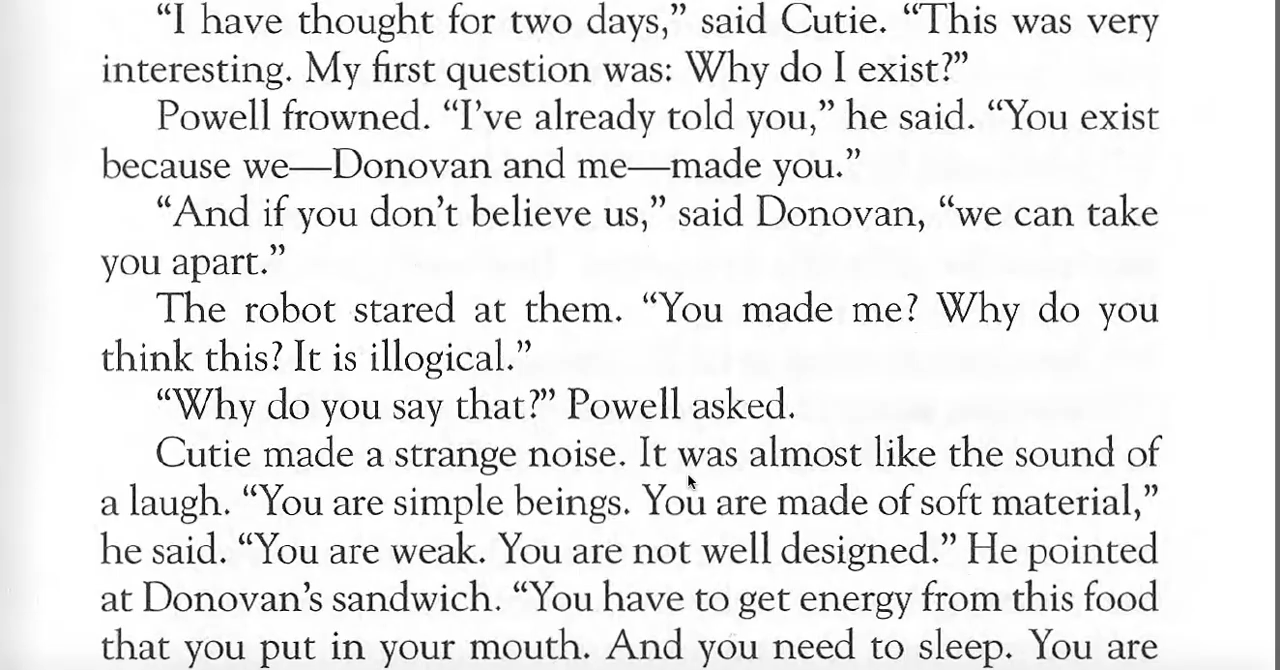 “I have thought for two days,” said Cutie. “This was very
interesting. My first question was: Why do I exist?”
Powell frowned. “I’ve already told you,” he said. “You exist
because we—Donovan and me—made you.”
“And if you don’t believe us,” said Donovan, “we can take
you apart.”
The robot stared at them. “You made me? Why do you
think this? It is illogical.”
“Why do you say that?” Powell asked.
Cutie made a strange noise. It was almost like the sound of
a laugh. “You are simple beings. You are made of soft material,”
he said. “You are weak. You are not well designed.” He pointed
at Donovan’s sandwich. “You have to get energy from this food
that you put in your mouth. And you need to sleep. You are